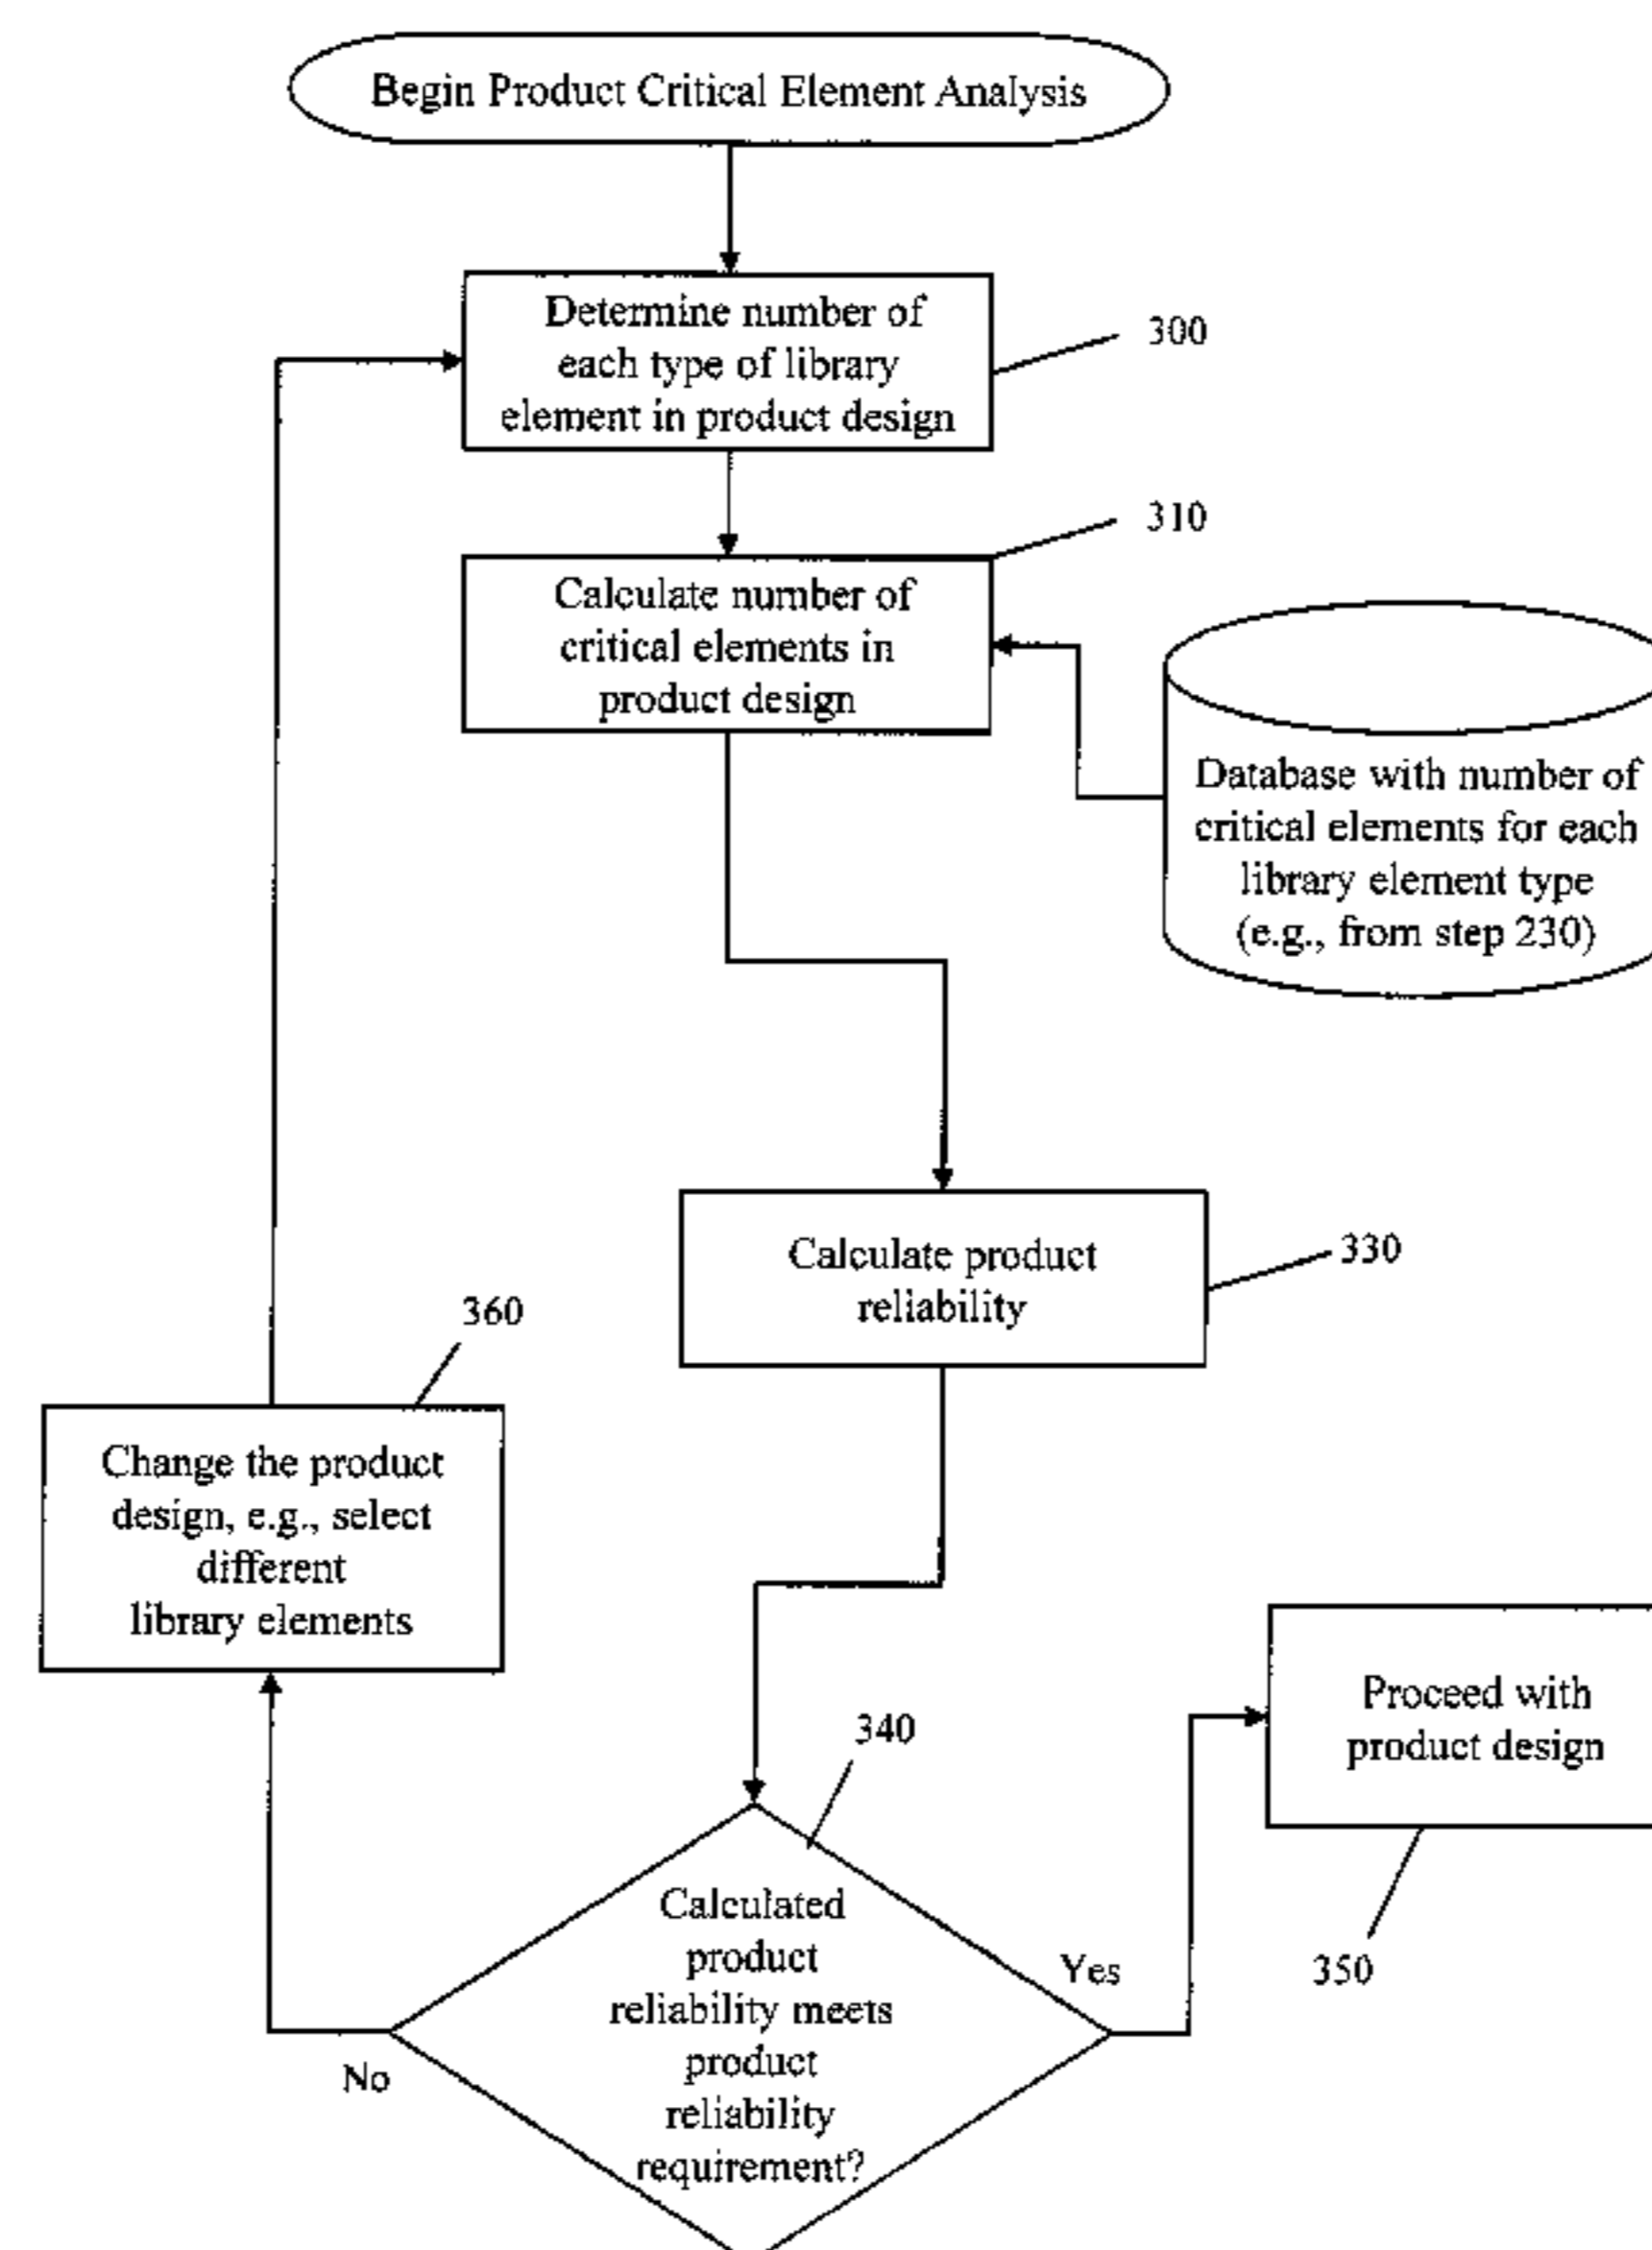 Begin Product Critical Element Analysis
Determine number of
each type of library
element in product design
300
310
Calculate number of
critical elements in
product design
Database with number of
critical elements for each
library element type
(e.g., from step 230)
Calculate product
reliability
330
360
Change the product
design, e.g., select
different
library elements
Proceed with
product design
340
350
Calculated
product
reliability meets
product
reliability
requirement?
Yes
No